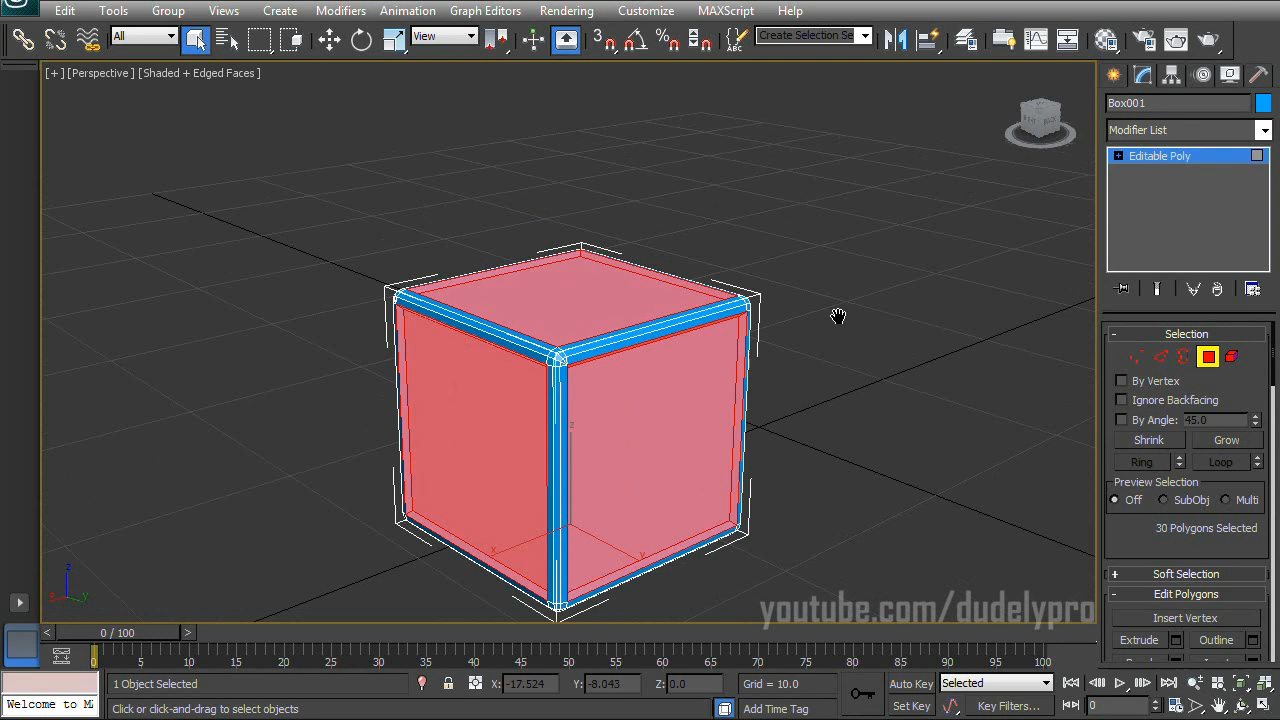 Edit Tools Group Views Create Modifiers Animation Graph Editors Rendering Customize MAXScript Help
All
View
3
Create Selection Se
[+] [Perspective] [Shaded + Edged Faces]
Box001
Modifier List
Editable Poly
Selection
By Vertex
Ignore Backfacing
By Angle: 45.0
Shrink Grow
Ring Loop
Preview Selection
Off SubObj Multi
30 Polygons Selected
Soft Selection
Edit Polygons
Insert Vertex
Extrude Outline
z
x
y
z
x
y
youtube.com/dudelypro
< 0 / 100 >
0 5 10 15 20 25 30 35 40 45 50 55 60 65 70 75 80 85 90 95 100
1 Object Selected X: -17.524 Y: -8.043 Z: 0.0 Grid = 10.0 Auto Key Selected
Welcome to M
Click or click-and-drag to select objects Add Time Tag Set Key Key Filters... 0